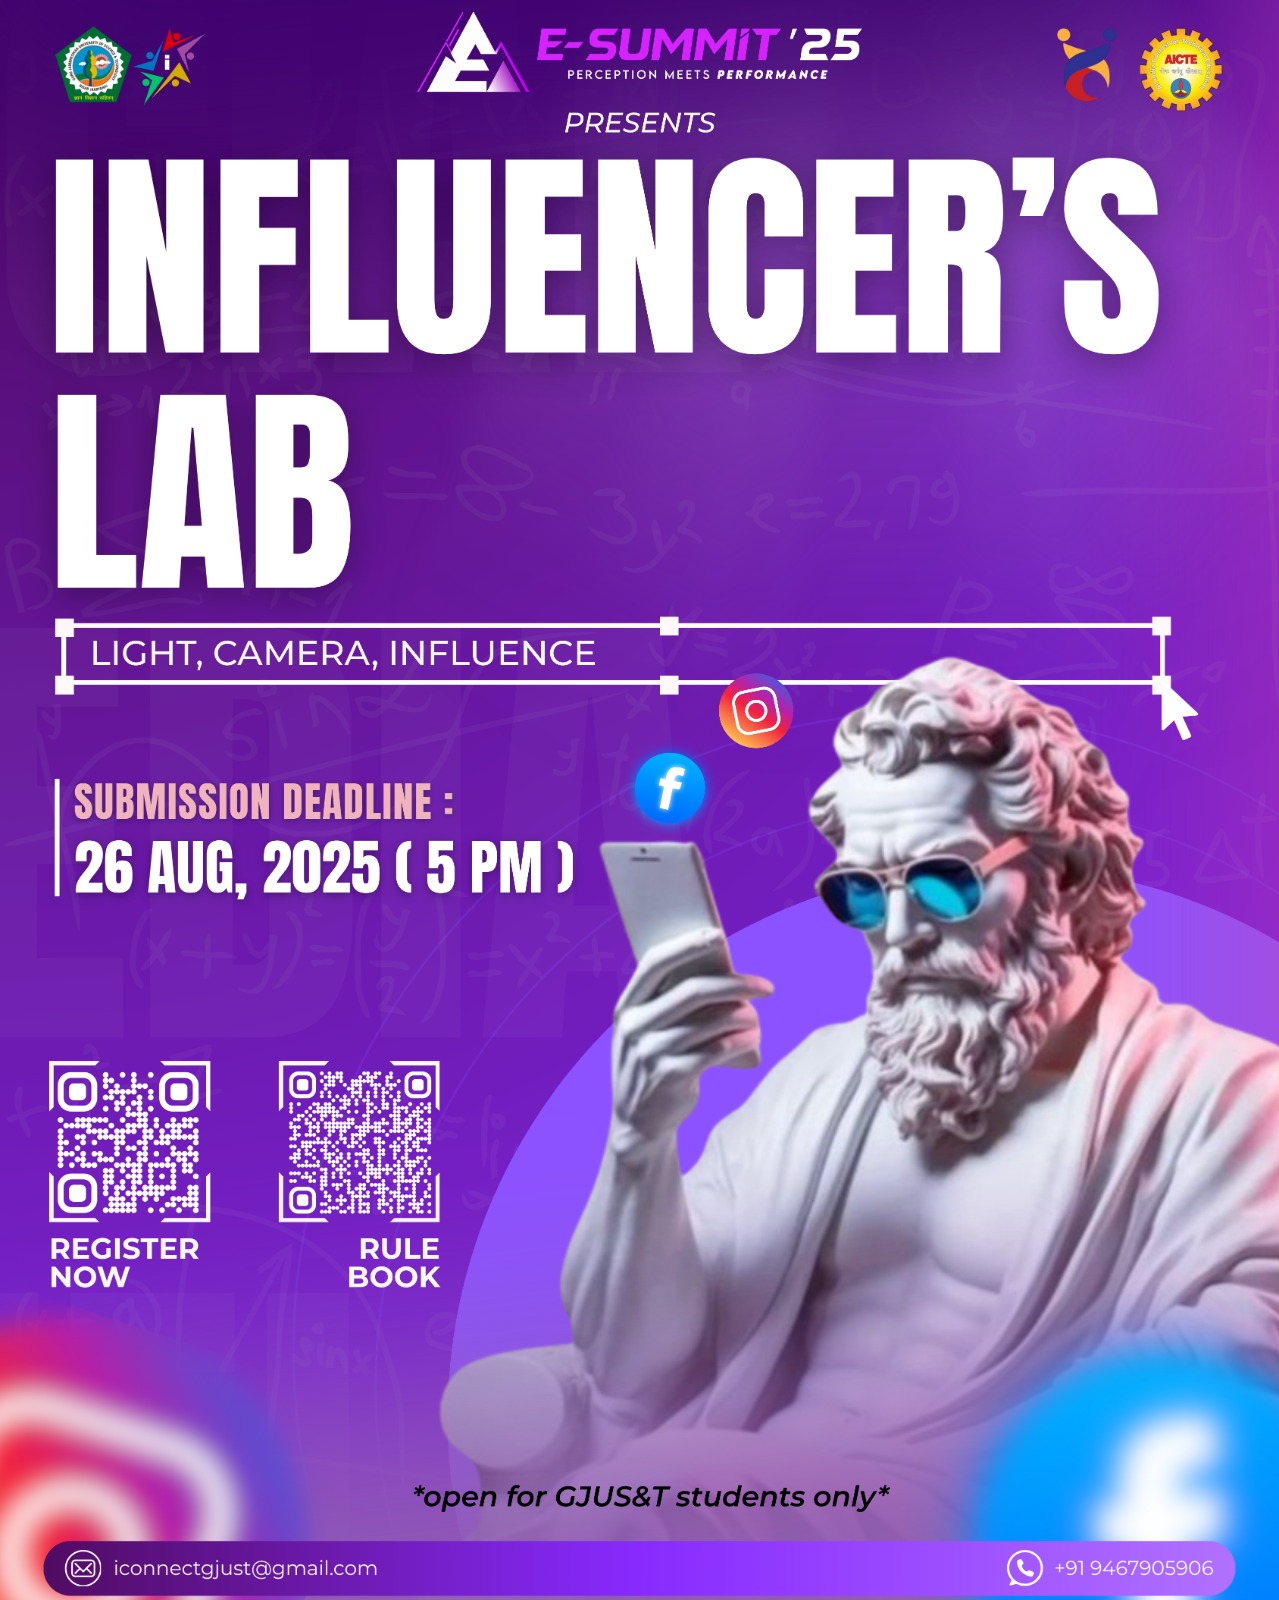 E-SUMMIT '25
PERCEPTION MEETS PERFORMANCE
i
AICTE
PRESENTS
INFLUENCER'S
LAB
LIGHT, CAMERA, INFLUENCE
SUBMISSION DEADLINE :
26 AUG, 2025 ( 5 PM )
REGISTER
NOW
RULE
BOOK
*open for GJUS&T students only*
iconnectgjust@gmail.com
+91 9467905906